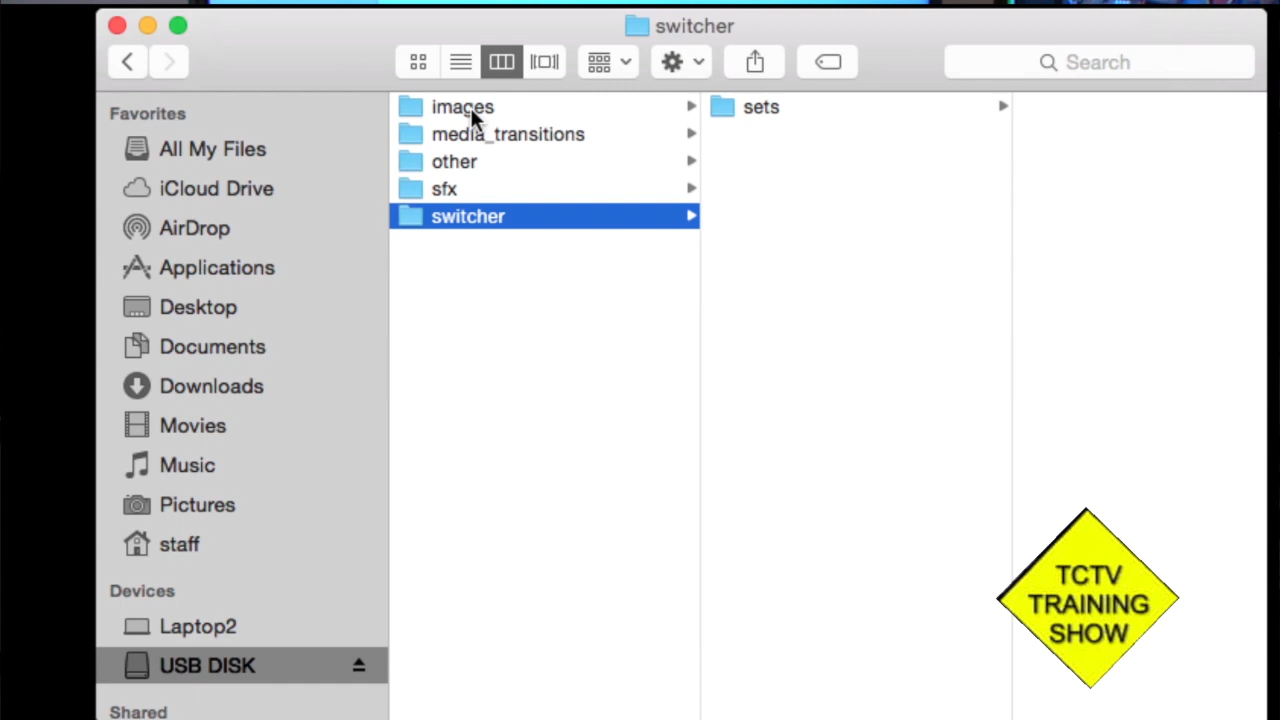 switcher
Search
Favorites
All My Files
iCloud Drive
AirDrop
Applications
Desktop
Documents
Downloads
Movies
Music
Pictures
staff
Devices
Laptop2
USB DISK
Shared
images
media_transitions
other
sfx
switcher
sets
TCTV
TRAINING
SHOW